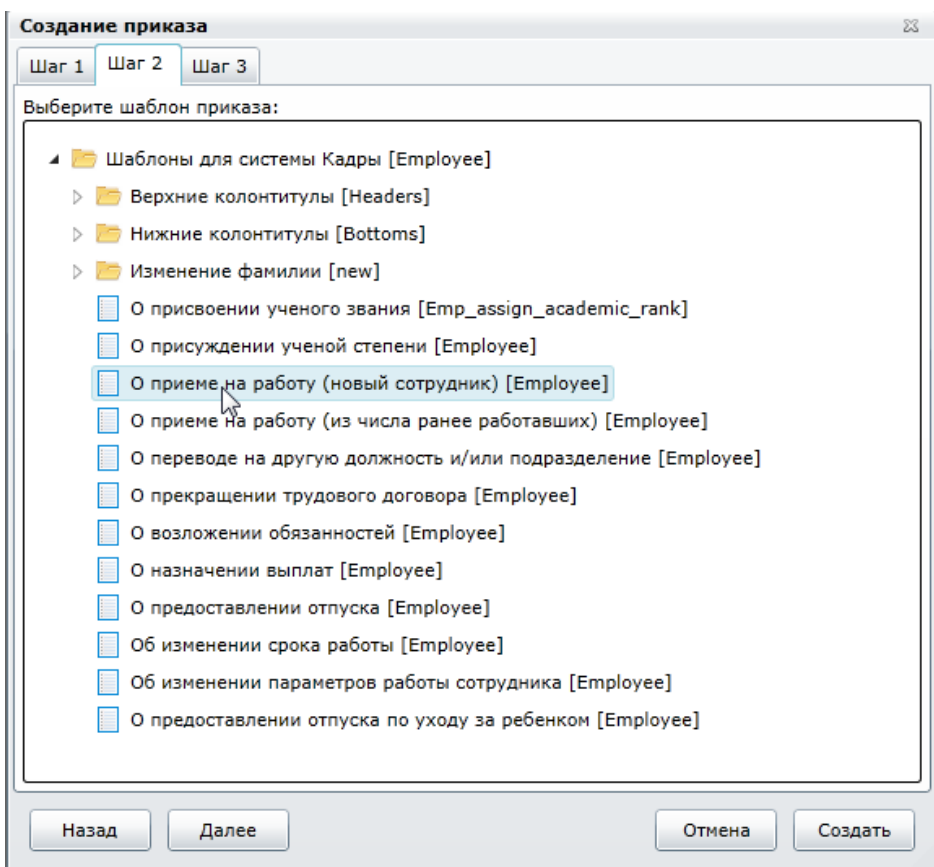 Создание приказа
Шаг 1 Шаг 2 Шаг 3
Выберите шаблон приказа:
Шаблоны для системы Кадры [Employee]
Верхние колонтитулы [Headers]
Нижние колонтитулы [Bottoms]
Изменение фамилии [new]
О присвоении ученого звания [Emp_assign_academic_rank]
О присуждении ученой степени [Employee]
О приеме на работу (новый сотрудник) [Employee]
О приеме на работу (из числа ранее работавших) [Employee]
О переводе на другую должность и/или подразделение [Employee]
О прекращении трудового договора [Employee]
О возложении обязанностей [Employee]
О назначении выплат [Employee]
О предоставлении отпуска [Employee]
Об изменении срока работы [Employee]
Об изменении параметров работы сотрудника [Employee]
О предоставлении отпуска по уходу за ребенком [Employee]
Назад Далее Отмена Создать